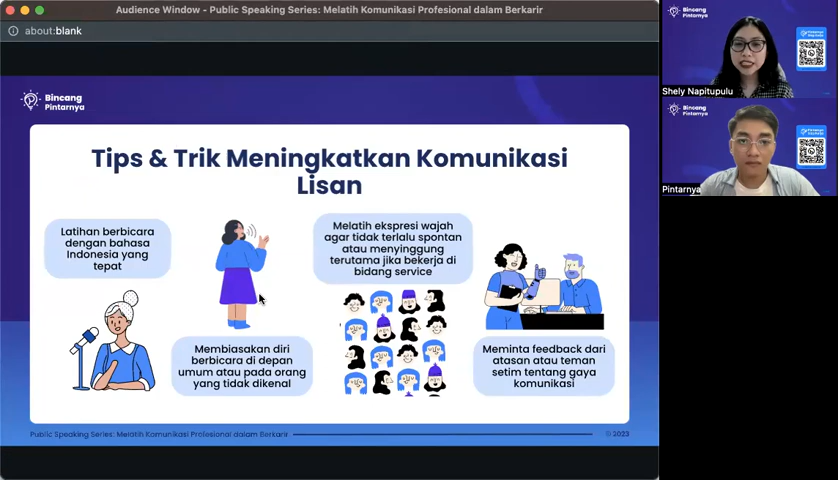 Audience Window - Public Speaking Series: Melatih Komunikasi Profesional dalam Berkarir
about:blank
Bincang
Pintarnya
Tips & Trik Meningkatkan Komunikasi
Lisan
Latihan berbicara
dengan bahasa
Indonesia yang
tepat
Membiasakan diri
berbicara di depan
umum atau pada orang
yang tidak dikenal
Melatih ekspresi wajah
agar tidak terlalu spontan
atau menyinggung
terutama jika bekerja di
bidang service
Meminta feedback dari
atasan atau teman
setim tentang gaya
komunikasi
Public Speaking Series: Melatih Komunikasi Profesional dalam Berkarir
© 2023
Bincang
Pintarnya
Shely Napitupulu
Bincang
Pintarnya
Pintarnya